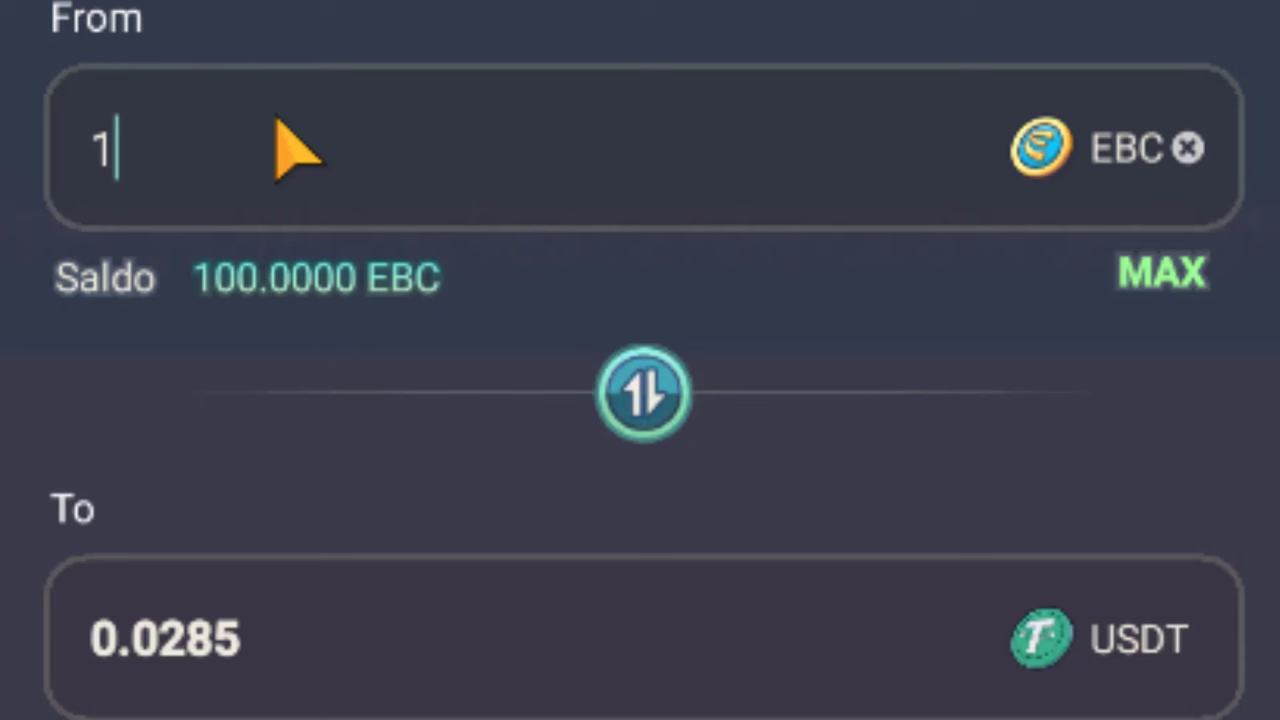 From
1 EBC
Saldo 100.0000 EBC MAX
To
0.0285 USDT